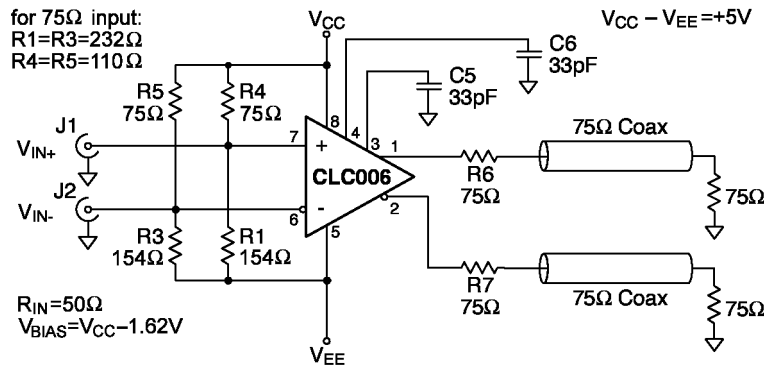 for 75Ω input:
R1=R3=232Ω
R4=R5=110Ω
VCC
VCC – VEE=+5V
C6
33pF
C5
33pF
R5
75Ω
R4
75Ω
J1
VIN+
7
8
4
3
1
+
CLC006
75Ω Coax
R6
75Ω
75Ω
J2
VIN-
6
-
5
2
R3
154Ω
R1
154Ω
R7
75Ω
75Ω Coax
75Ω
RIN=50Ω
VBIAS=VCC–1.62V
VEE